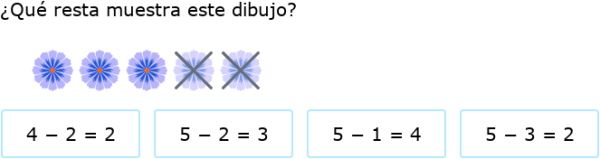 ¿Qué resta muestra este dibujo?
4 − 2 = 2
5 − 2 = 3
5 − 1 = 4
5 − 3 = 2